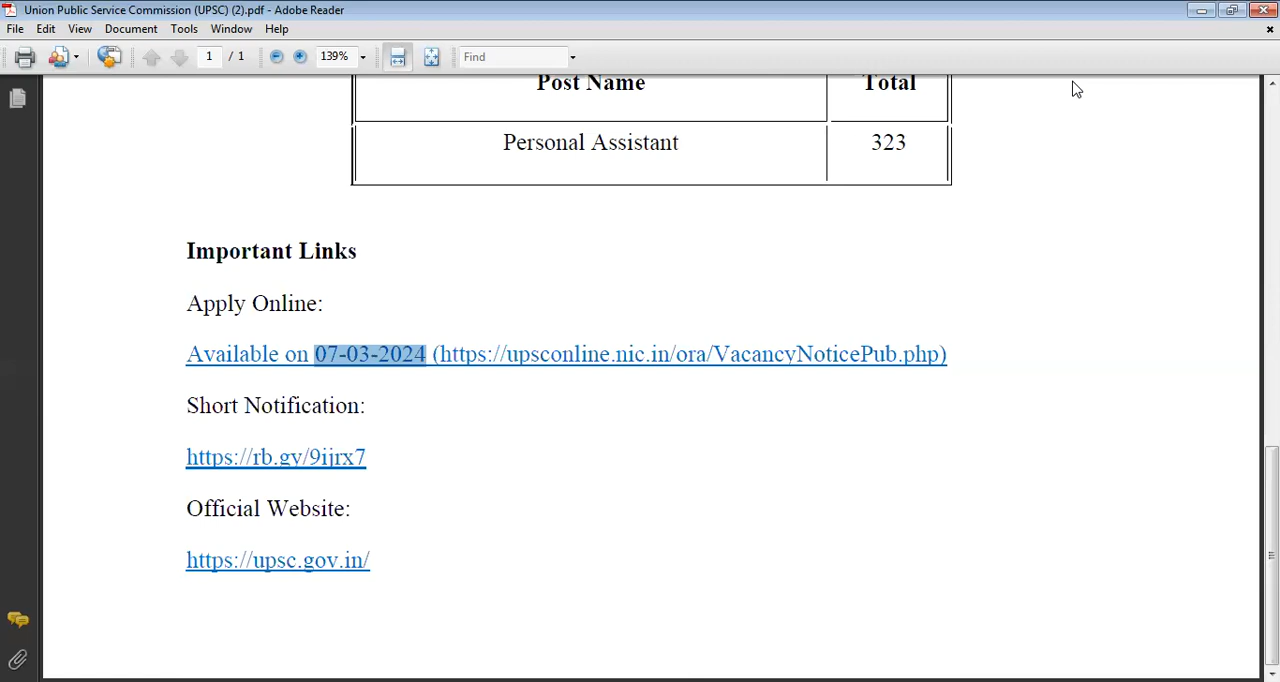 Union Public Service Commission (UPSC) (2).pdf - Adobe Reader
File Edit View Document Tools Window Help
1 / 1 139% Find
Post Name Total
Personal Assistant 323
Important Links
Apply Online:
Available on 07-03-2024 (https://upsconline.nic.in/ora/VacancyNoticePub.php)
Short Notification:
https://rb.gy/9ijrx7
Official Website:
https://upsc.gov.in/